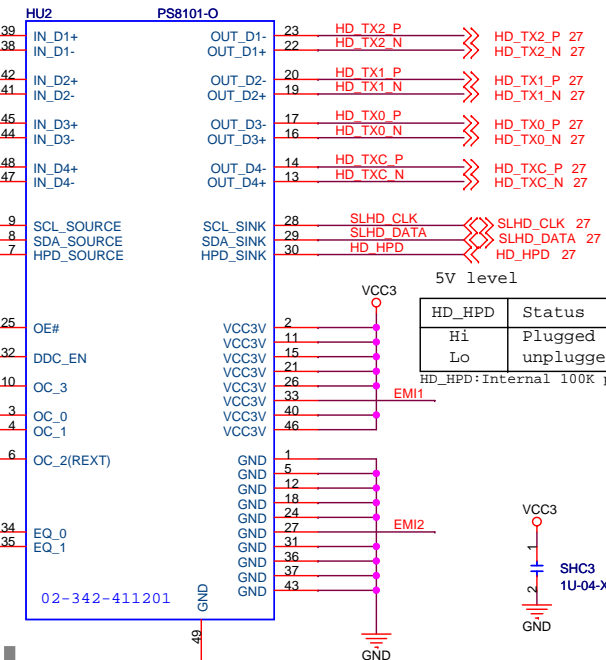 HU2 PS8101-O
39 IN_D1+ OUT_D1- 23 HD_TX2_P HD_TX2_P 27
38 IN_D1- OUT_D1+ 22 HD_TX2_N HD_TX2_N 27
42 IN_D2+ OUT_D2- 20 HD_TX1_P HD_TX1_P 27
41 IN_D2- OUT_D2+ 19 HD_TX1_N HD_TX1_N 27
45 IN_D3+ OUT_D3- 17 HD_TX0_P HD_TX0_P 27
44 IN_D3- OUT_D3+ 16 HD_TX0_N HD_TX0_N 27
48 IN_D4+ OUT_D4- 14 HD_TXC_P HD_TXC_P 27
47 IN_D4- OUT_D4+ 13 HD_TXC_N HD_TXC_N 27
9 SCL_SOURCE SCL_SINK 28 SLHD_CLK SLHD_CLK 27
8 SDA_SOURCE SDA_SINK 29 SLHD_DATA SLHD_DATA 27
7 HPD_SOURCE HPD_SINK 30 HD_HPD HD_HPD 27
5V level
VCC3
HD_HPD Status
Hi Plugged
Lo unplugge
HD_HPD:Internal 100K
25 OE# VCC3V 2
VCC3V 11
32 DDC_EN VCC3V 15
VCC3V 21
10 OC_3 VCC3V 26
VCC3V 33 EMI1
3 OC_0 VCC3V 40
4 OC_1 VCC3V 46
6 OC_2(REXT) GND 1
GND 5
GND 12
GND 18
GND 24
34 EQ_0 GND 27 EMI2
35 EQ_1 GND 31
GND 36
GND 37
GND 43
02-342-411201
GND
49
GND
VCC3
1
2
SHC3
1U-04-X
GND